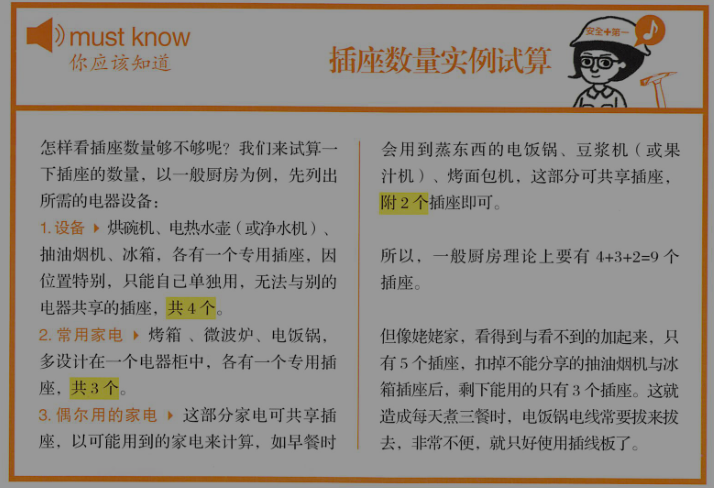 must know
你应该知道
插座数量实例试算
安全+第一
怎样看插座数量够不够呢？我们来试算一
下插座的数量，以一般厨房为例，先列出
所需的电器设备：
1. 设备 ▶ 烘碗机、电热水壶（或净水机）、
抽油烟机、冰箱，各有一个专用插座，因
位置特别，只能自己单独用，无法与别的
电器共享的插座，共 4 个。
2. 常用家电 ▶ 烤箱 、微波炉、电饭锅，
多设计在一个电器柜中，各有一个专用插
座，共 3 个。
3. 偶尔用的家电 ▶ 这部分家电可共享插
座，以可能用到的家电来计算，如早餐时
会用到蒸东西的电饭锅、豆浆机（或果
汁机）、烤面包机，这部分可共享插座，
附 2 个插座即可。
所以，一般厨房理论上要有 4+3+2=9 个
插座。
但像姥姥家，看得到与看不到的加起来，只
有 5 个插座，扣掉不能分享的抽油烟机与冰
箱插座后，剩下能用的只有 3 个插座。这就
造成每天煮三餐时，电饭锅电线常要拔来拔
去，非常不便，就只好使用插线板了。